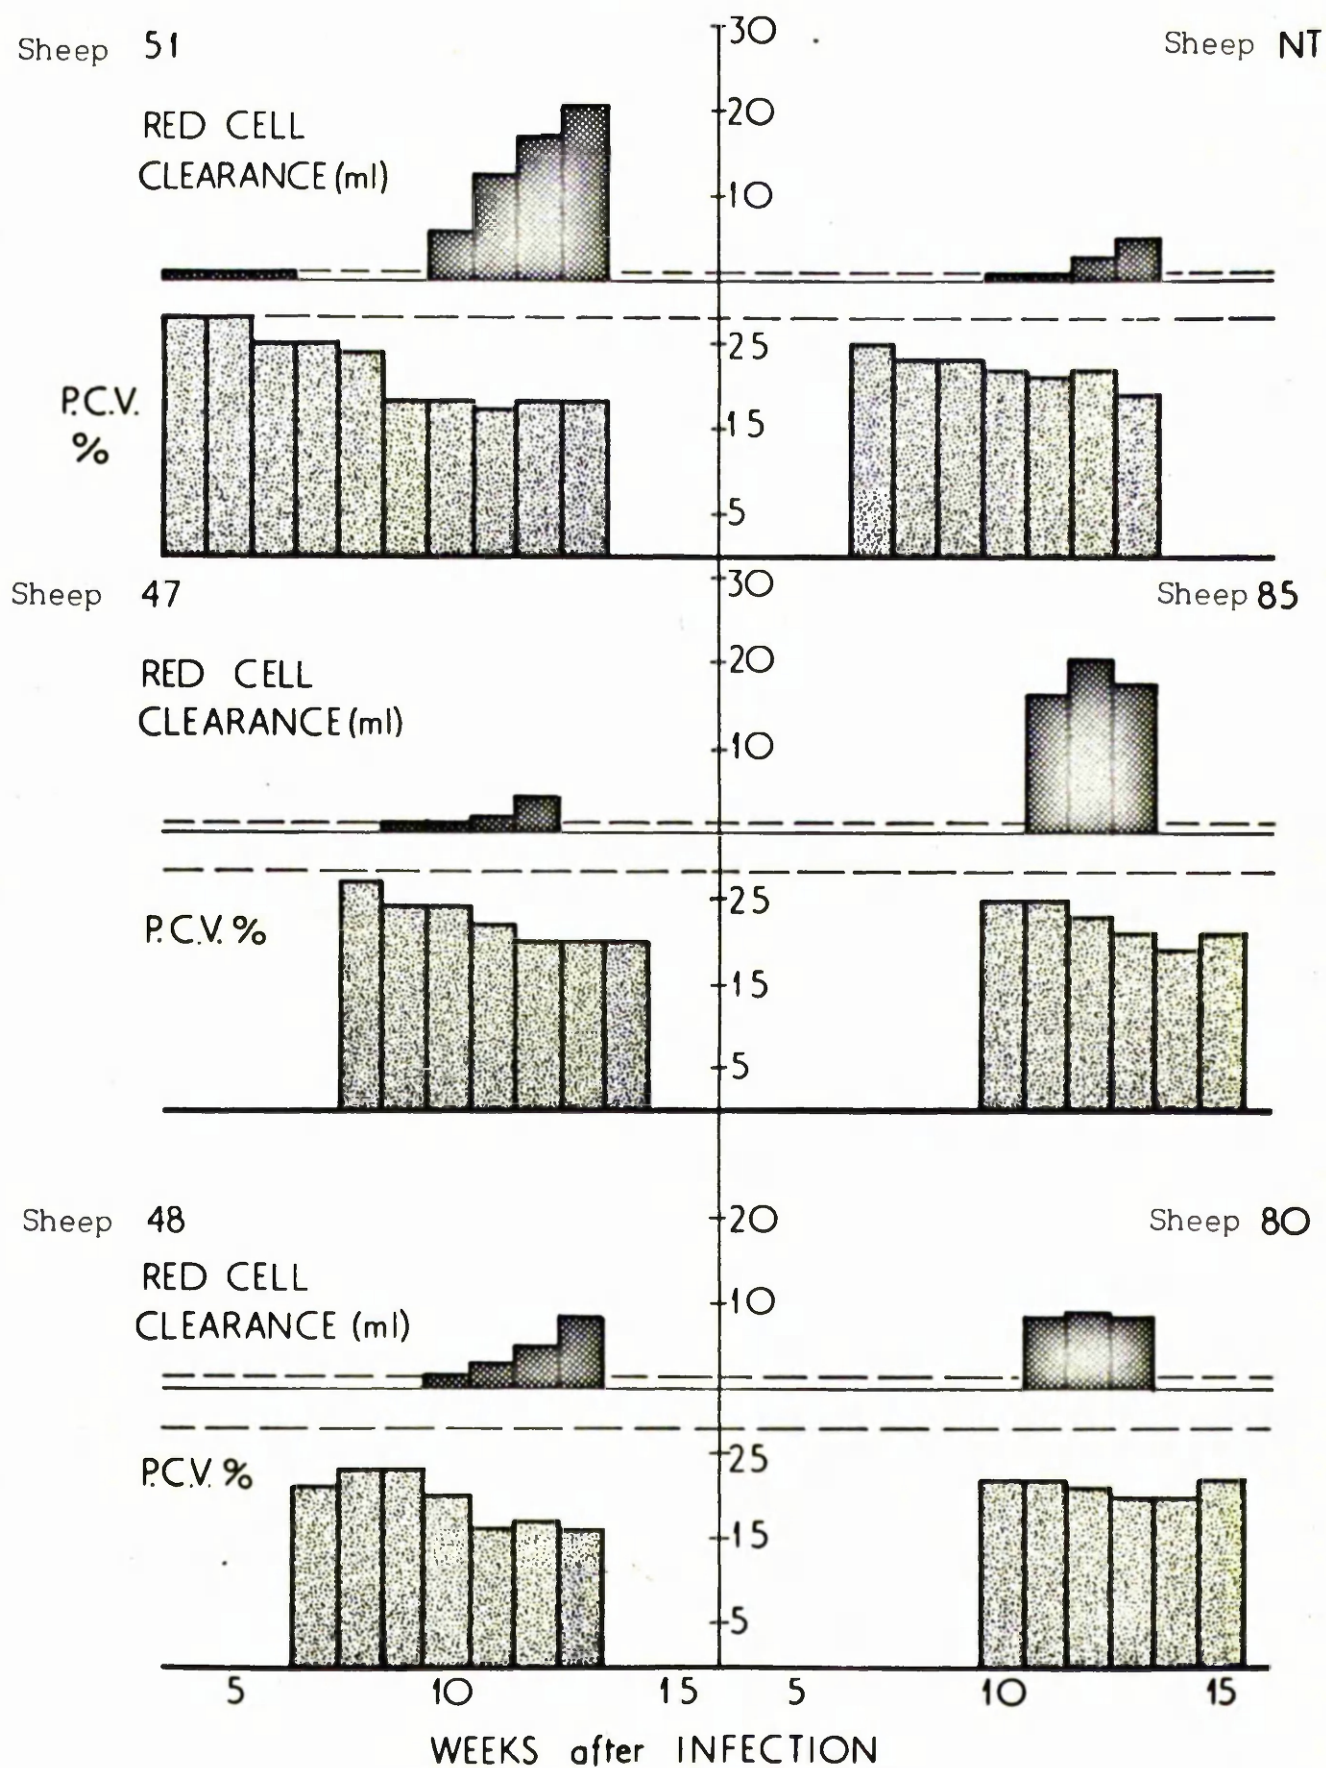 Sheep 51
Sheep NT
RED CELL
CLEARANCE (ml)
30
20
10
P.C.V.
%
25
15
5
Sheep 47
Sheep 85
RED CELL
CLEARANCE (ml)
30
20
10
P.C.V. %
25
15
5
Sheep 48
Sheep 80
RED CELL
CLEARANCE (ml)
20
10
P.C.V. %
25
15
5
5 10 15 5 10 15
WEEKS after INFECTION